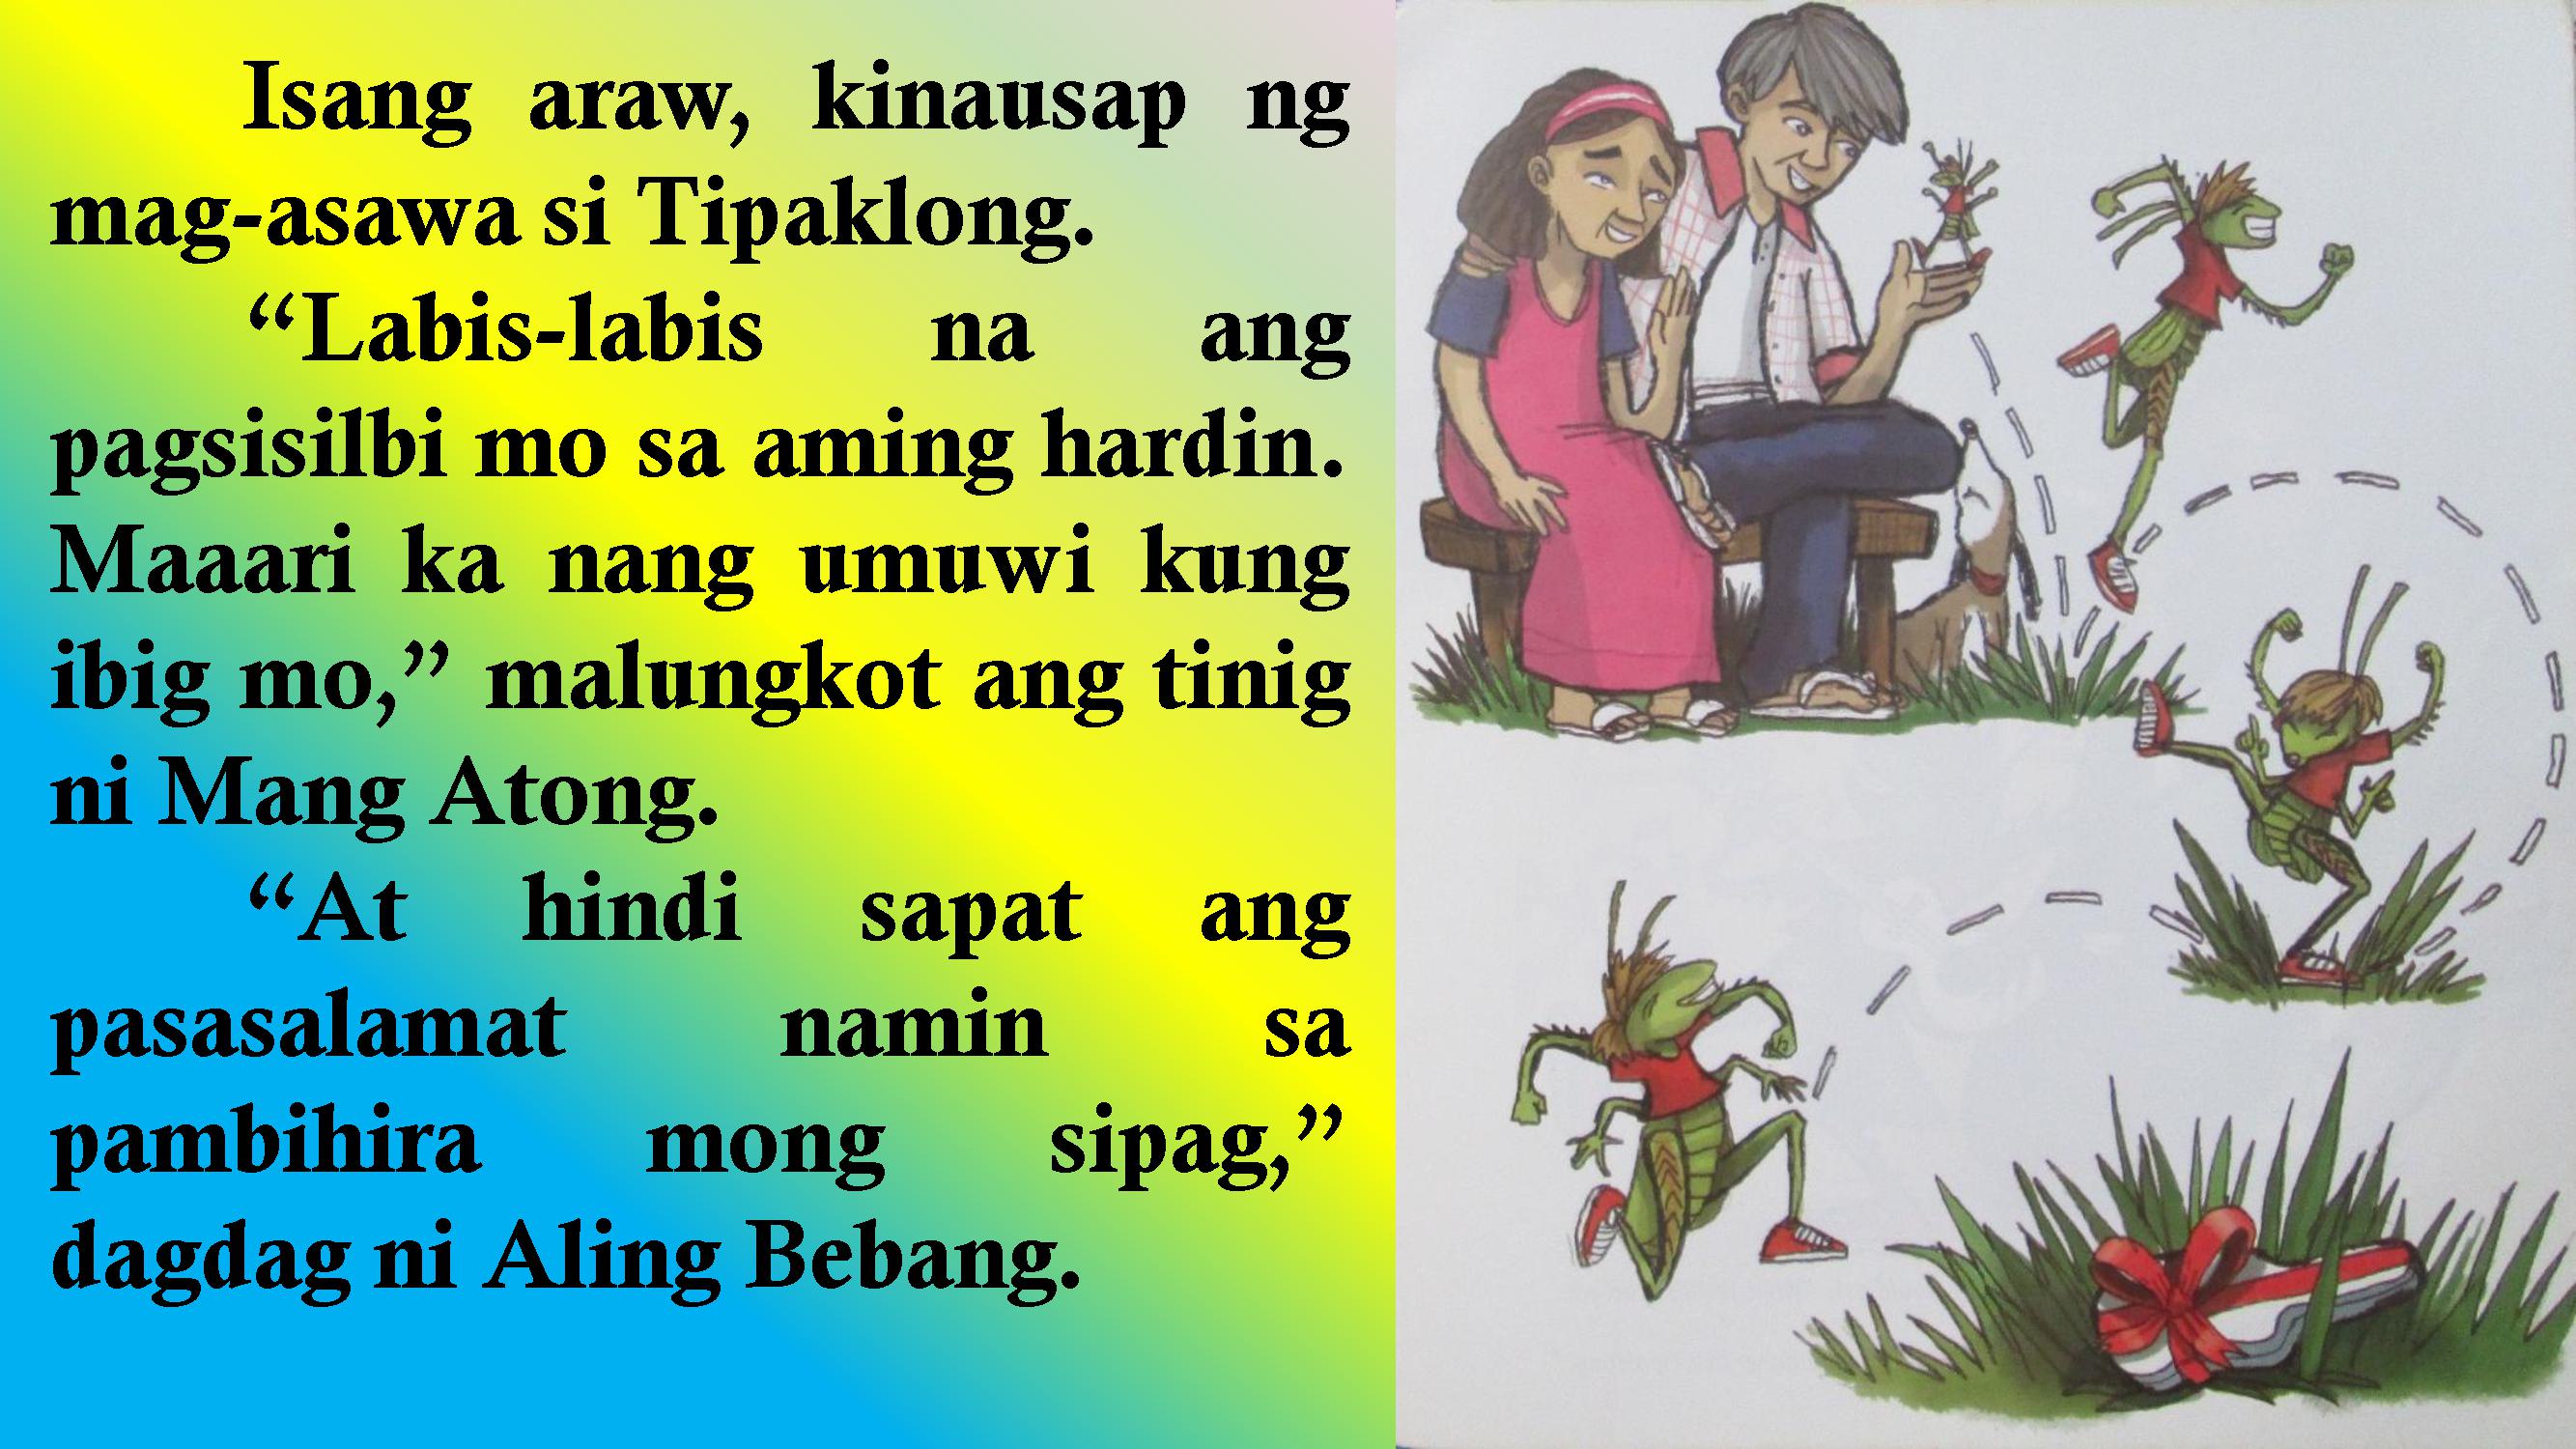 Isang araw, kinausap ng
mag-asawa si Tipaklong.
“Labis-labis na ang
pagsisilbi mo sa aming hardin.
Maaari ka nang umuwi kung
ibig mo,” malungkot ang tinig
ni Mang Atong.
“At hindi sapat ang
pasasalamat namin sa
pambihira mong sipag,”
dagdag ni Aling Bebang.